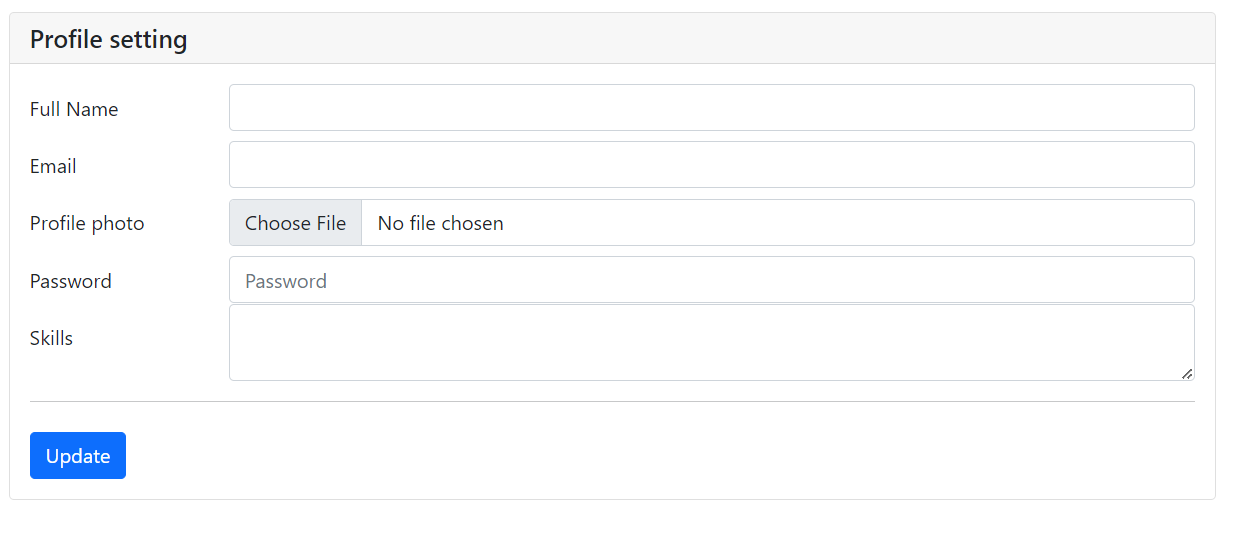 Profile setting
Full Name
Email
Profile photo Choose File No file chosen
Password Password
Skills
Update